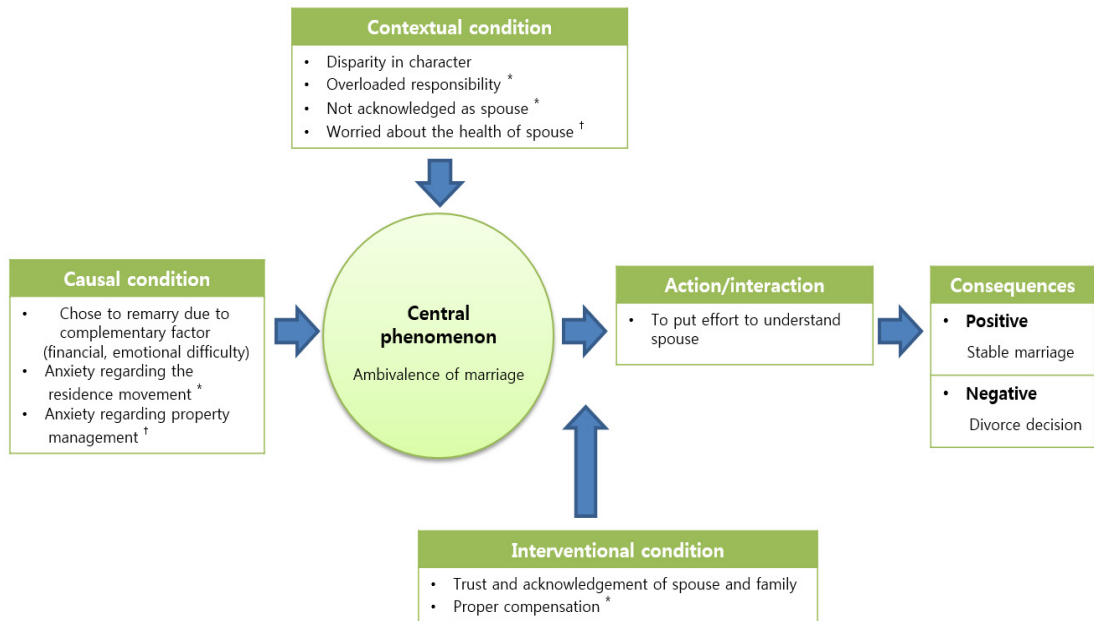 Contextual condition
• Disparity in character
• Overloaded responsibility *
• Not acknowledged as spouse *
• Worried about the health of spouse †
Causal condition
• Chose to remarry due to
complementary factor
(financial, emotional difficulty)
• Anxiety regarding the
residence movement *
• Anxiety regarding property
management †
Central
phenomenon
Ambivalence of marriage
Action/interaction
• To put effort to understand
spouse
Consequences
• Positive
Stable marriage
• Negative
Divorce decision
Interventional condition
• Trust and acknowledgement of spouse and family
• Proper compensation *